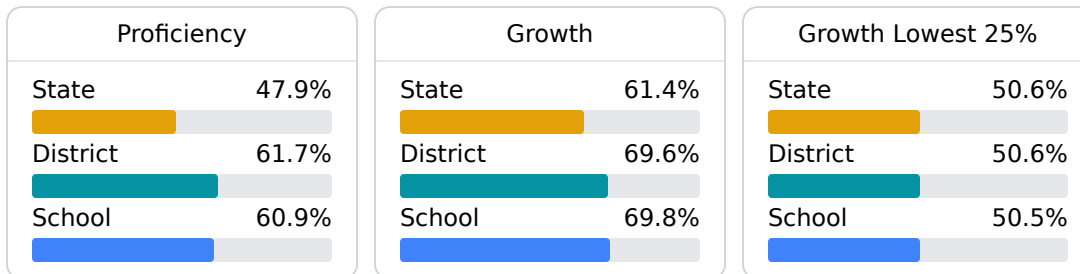 Proficiency
State 47.9%
District 61.7%
School 60.9%
Growth
State 61.4%
District 69.6%
School 69.8%
Growth Lowest 25%
State 50.6%
District 50.6%
School 50.5%